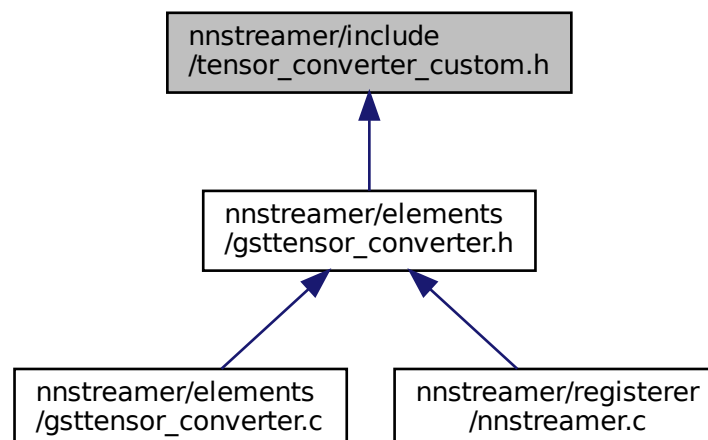 nnstreamer/include
/tensor_converter_custom.h
nnstreamer/elements
/gsttensor_converter.h
nnstreamer/elements
/gsttensor_converter.c
nnstreamer/registerer
/nnstreamer.c